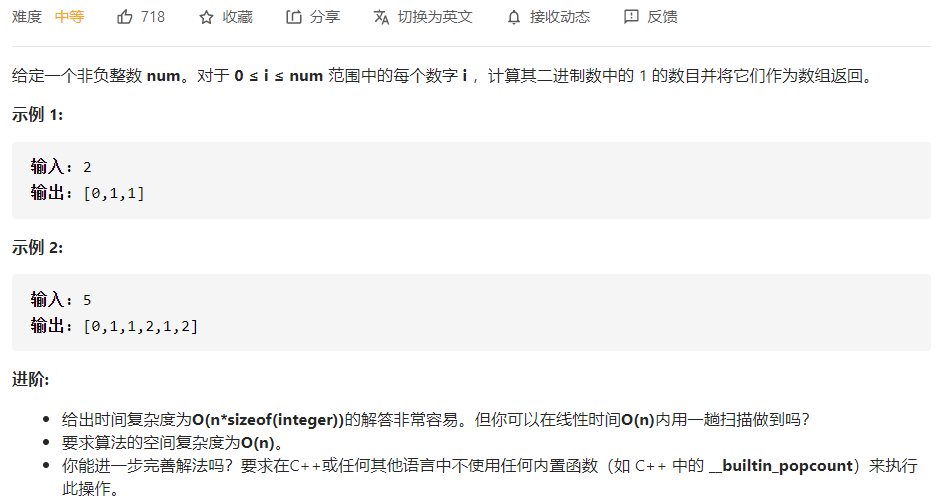 难度 中等 718 收藏 分享 切换为英文 接收动态 反馈
给定一个非负整数 num。对于 0 ≤ i ≤ num 范围中的每个数字 i ，计算其二进制数中的 1 的数目并将它们作为数组返回。
示例 1:
输入：2
输出：[0,1,1]
示例 2:
输入：5
输出：[0,1,1,2,1,2]
进阶:
• 给出时间复杂度为O(n*sizeof(integer))的解答非常容易。但你可以在线性时间O(n)内用一趟扫描做到吗？
• 要求算法的空间复杂度为O(n)。
• 你能进一步完善解法吗？要求在C++或任何其他语言中不使用任何内置函数（如 C++ 中的 __builtin_popcount）来执行
此操作。